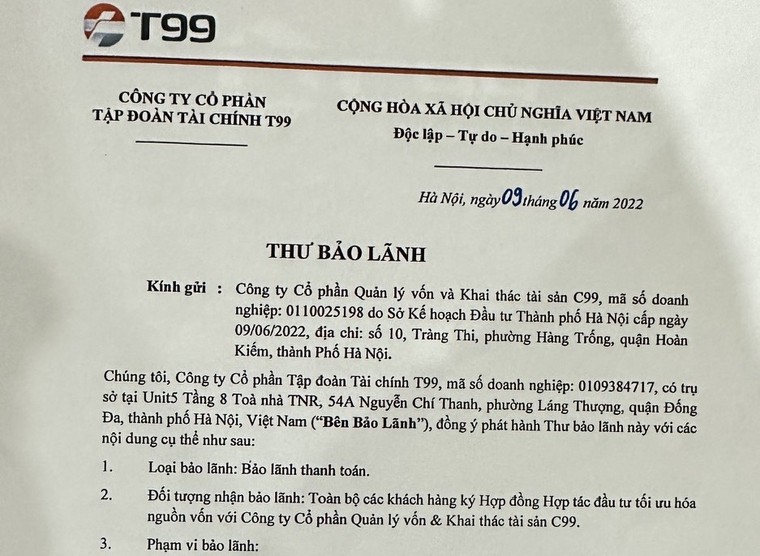 T99
CÔNG TY CỔ PHẦN
TẬP ĐOÀN TÀI CHÍNH T99
CỘNG HÒA XÃ HỘI CHỦ NGHĨA VIỆT NAM
Độc lập – Tự do – Hạnh phúc
Hà Nội, ngày 09 tháng 06 năm 2022
THƯ BẢO LÃNH
Kính gửi : Công ty Cổ phần Quản lý vốn và Khai thác tài sản C99, mã số doanh
nghiệp: 0110025198 do Sở Kế hoạch Đầu tư Thành phố Hà Nội cấp ngày
09/06/2022, địa chỉ: số 10, Tràng Thi, phường Hàng Trống, quận Hoàn
Kiếm, thành Phố Hà Nội.
Chúng tôi, Công ty Cổ phần Tập đoàn Tài chính T99, mã số doanh nghiệp: 0109384717, có trụ
sở tại Unit5 Tầng 8 Toà nhà TNR, 54A Nguyễn Chí Thanh, phường Láng Thượng, quận Đống
Đa, thành phố Hà Nội, Việt Nam (“Bên Bảo Lãnh”), đồng ý phát hành Thư bảo lãnh này với các
nội dung cụ thể như sau:
1. Loại bảo lãnh: Bảo lãnh thanh toán.
2. Đối tượng nhận bảo lãnh: Toàn bộ các khách hàng ký Hợp đồng Hợp tác đầu tư tối ưu hóa
nguồn vốn với Công ty Cổ phần Quản lý vốn & Khai thác tài sản C99.
3. Phạm vi bảo lãnh: